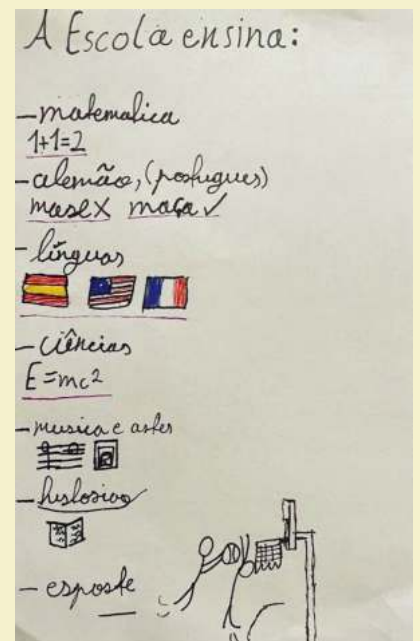 A Escola ensina:
- matematica
1+1=2
- alemão, (portugues)
masex maça ✓
- línguas
- ciências
E=mc²
- musica e artes
- historia
- esporte